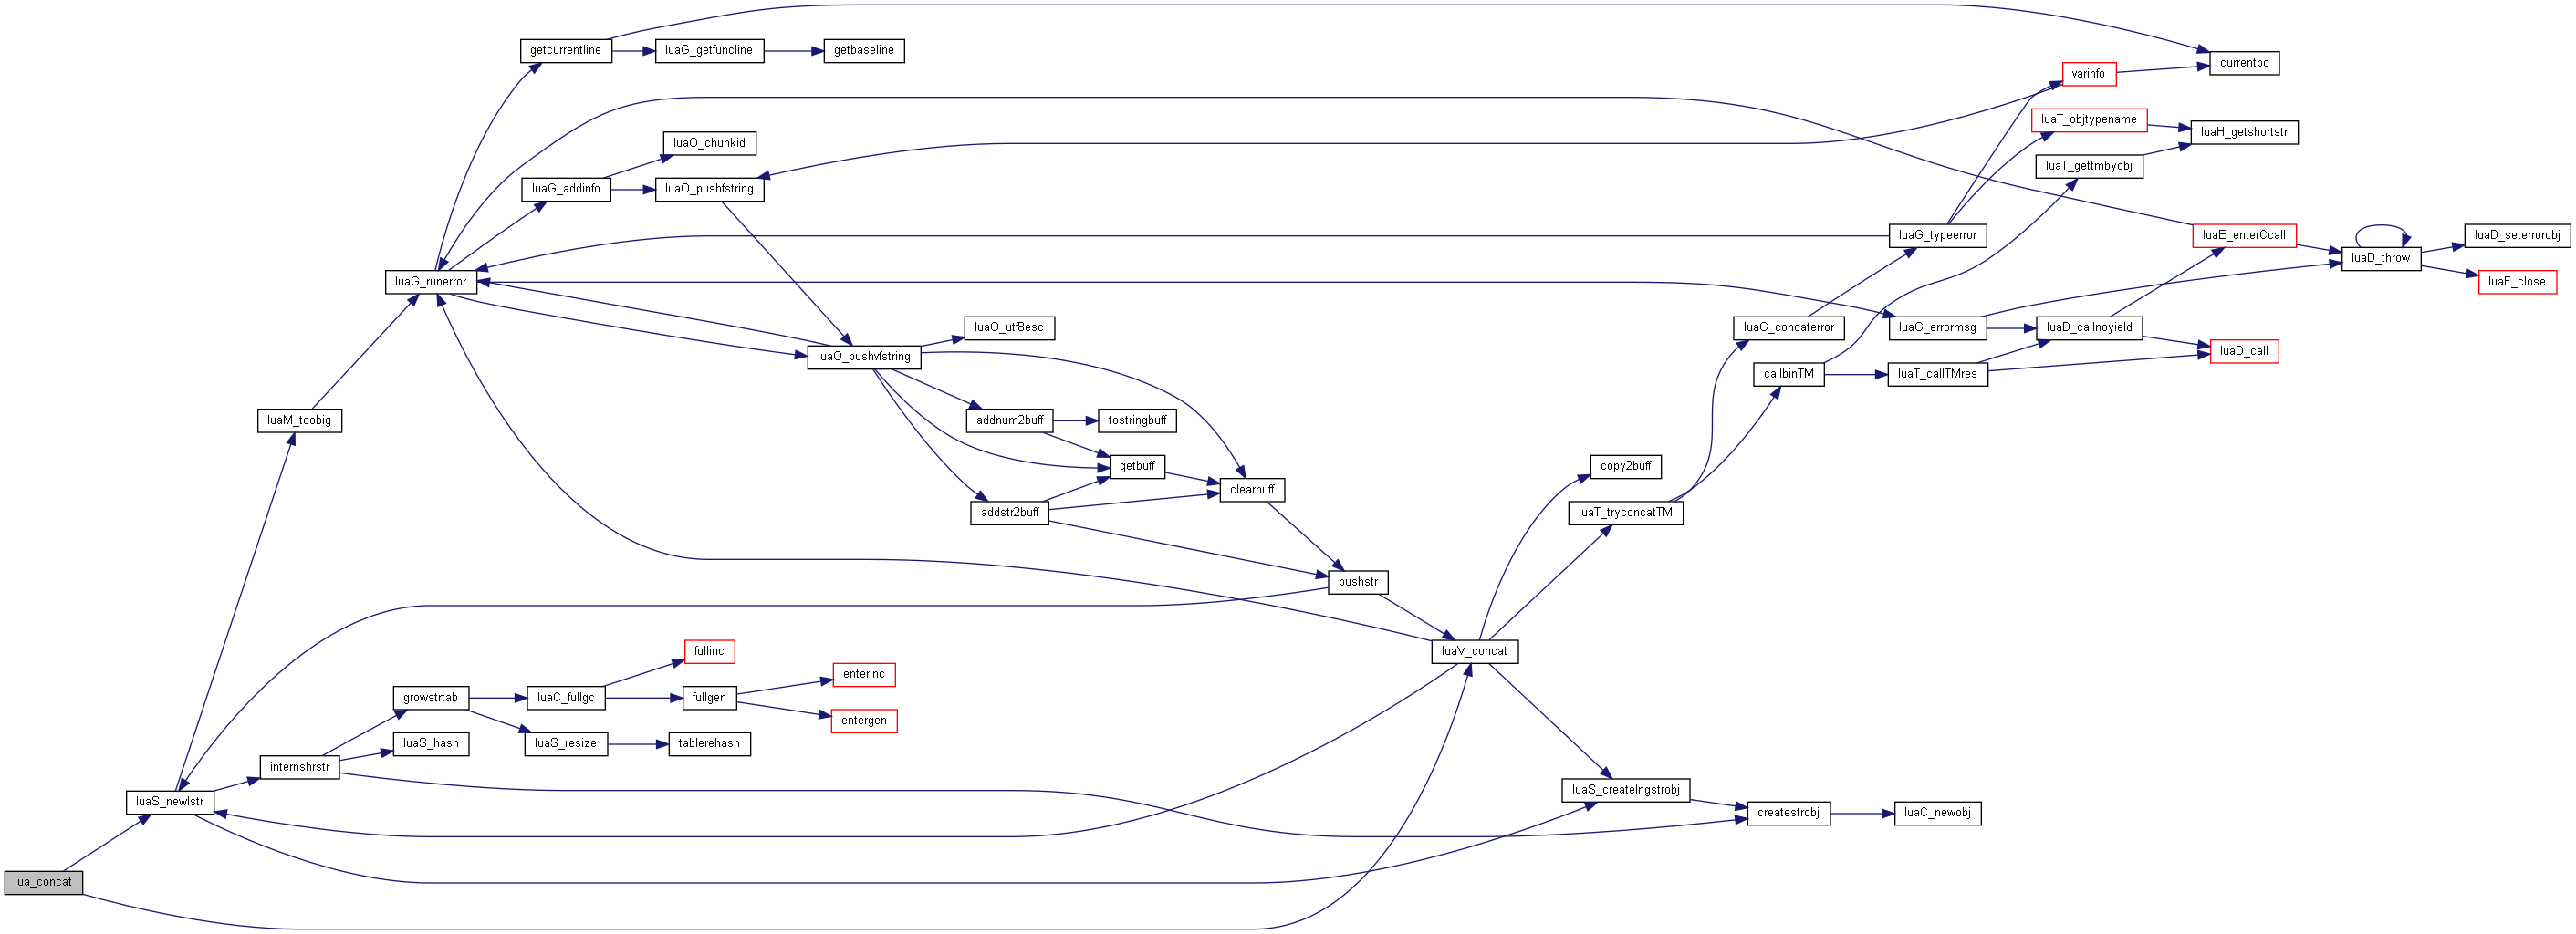 getcurrentline
luaG_getfuncline
getbaseline
currentpc
varinfo
luaT_objtypename
luaH_getshortstr
luaO_chunkid
luaT_gettmbyobj
luaG_addinfo
luaO_pushfstring
luaG_typeerror
luaE_enterCcall
luaD_seterrorobj
luaD_throw
luaG_runerror
luaF_close
luaO_utf8esc
luaG_concaterror
luaG_errormsg
luaD_callnoyield
luaO_pushvfstring
luaD_call
callbinTM
luaT_callTMres
luaM_toobig
addnum2buff
tostringbuff
getbuff
copy2buff
clearbuff
addstr2buff
luaT_tryconcatTM
pushstr
fullinc
luaV_concat
enterinc
growstrtab
luaC_fullgc
fullgen
entergen
luaS_hash
luaS_resize
tablerehash
internshrstr
luaS_createlngstrobj
luaS_newlstr
createstrobj
luaC_newobj
lua_concat